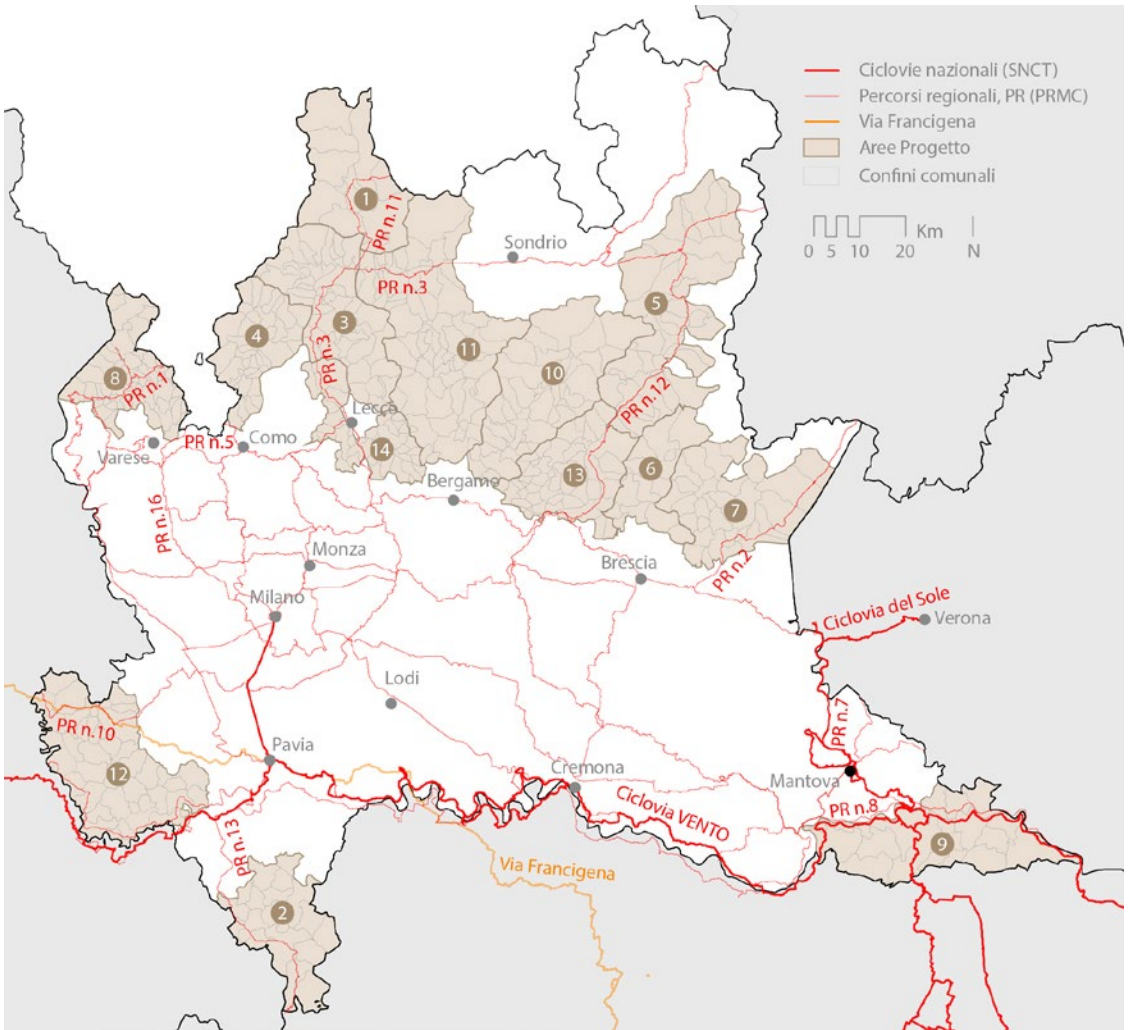 Ciclovie nazionali (SNCT)
Percorsi regionali, PR (PRMC)
Via Francigena
Aree Progetto
Confini comunali
Km
0 5 10 20 N
1
PR n.11
Sondrio
PR n.3
5
3
4
11
PR n.3
10
8
PR n.1
PR n.12
Lecco
Varese
PR n.5
Como
14
13
6
Bergamo
7
PR n.16
Monza
Brescia
PR n.2
Milano
Ciclovia del Sole
Verona
Lodi
PR n.10
PR n.7
Pavia
12
Cremona
Mantova
Ciclovia VENTO
PR n.8
PR n.13
9
Via Francigena
2